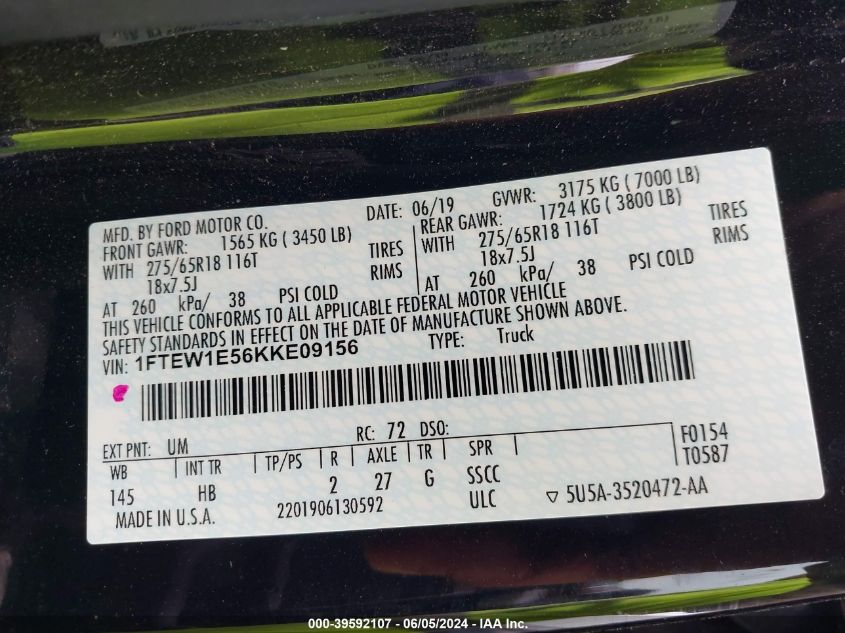 MFD. BY FORD MOTOR CO. DATE: 06/19 GVWR: 3175 KG ( 7000 LB)
FRONT GAWR: 1565 KG ( 3450 LB) REAR GAWR: 1724 KG ( 3800 LB)
WITH 275/65R18 116T TIRES WITH 275/65R18 116T TIRES
18x7.5J RIMS 18x7.5J RIMS
AT 260 kPa/ 38 PSI COLD AT 260 kPa/ 38 PSI COLD
THIS VEHICLE CONFORMS TO ALL APPLICABLE FEDERAL MOTOR VEHICLE
SAFETY STANDARDS IN EFFECT ON THE DATE OF MANUFACTURE SHOWN ABOVE.
VIN: 1FTEW1E56KKE09156 TYPE: Truck
EXT PNT: UM RC: 72 DSO: F0154
WB INT TR TP/PS R AXLE TR SPR T0587
145 HB 2 27 G SSCC
MADE IN U.S.A. 2201906130592 ULC ▽ 5U5A-3520472-AA
000-39592107 - 06/05/2024 - IAA Inc.